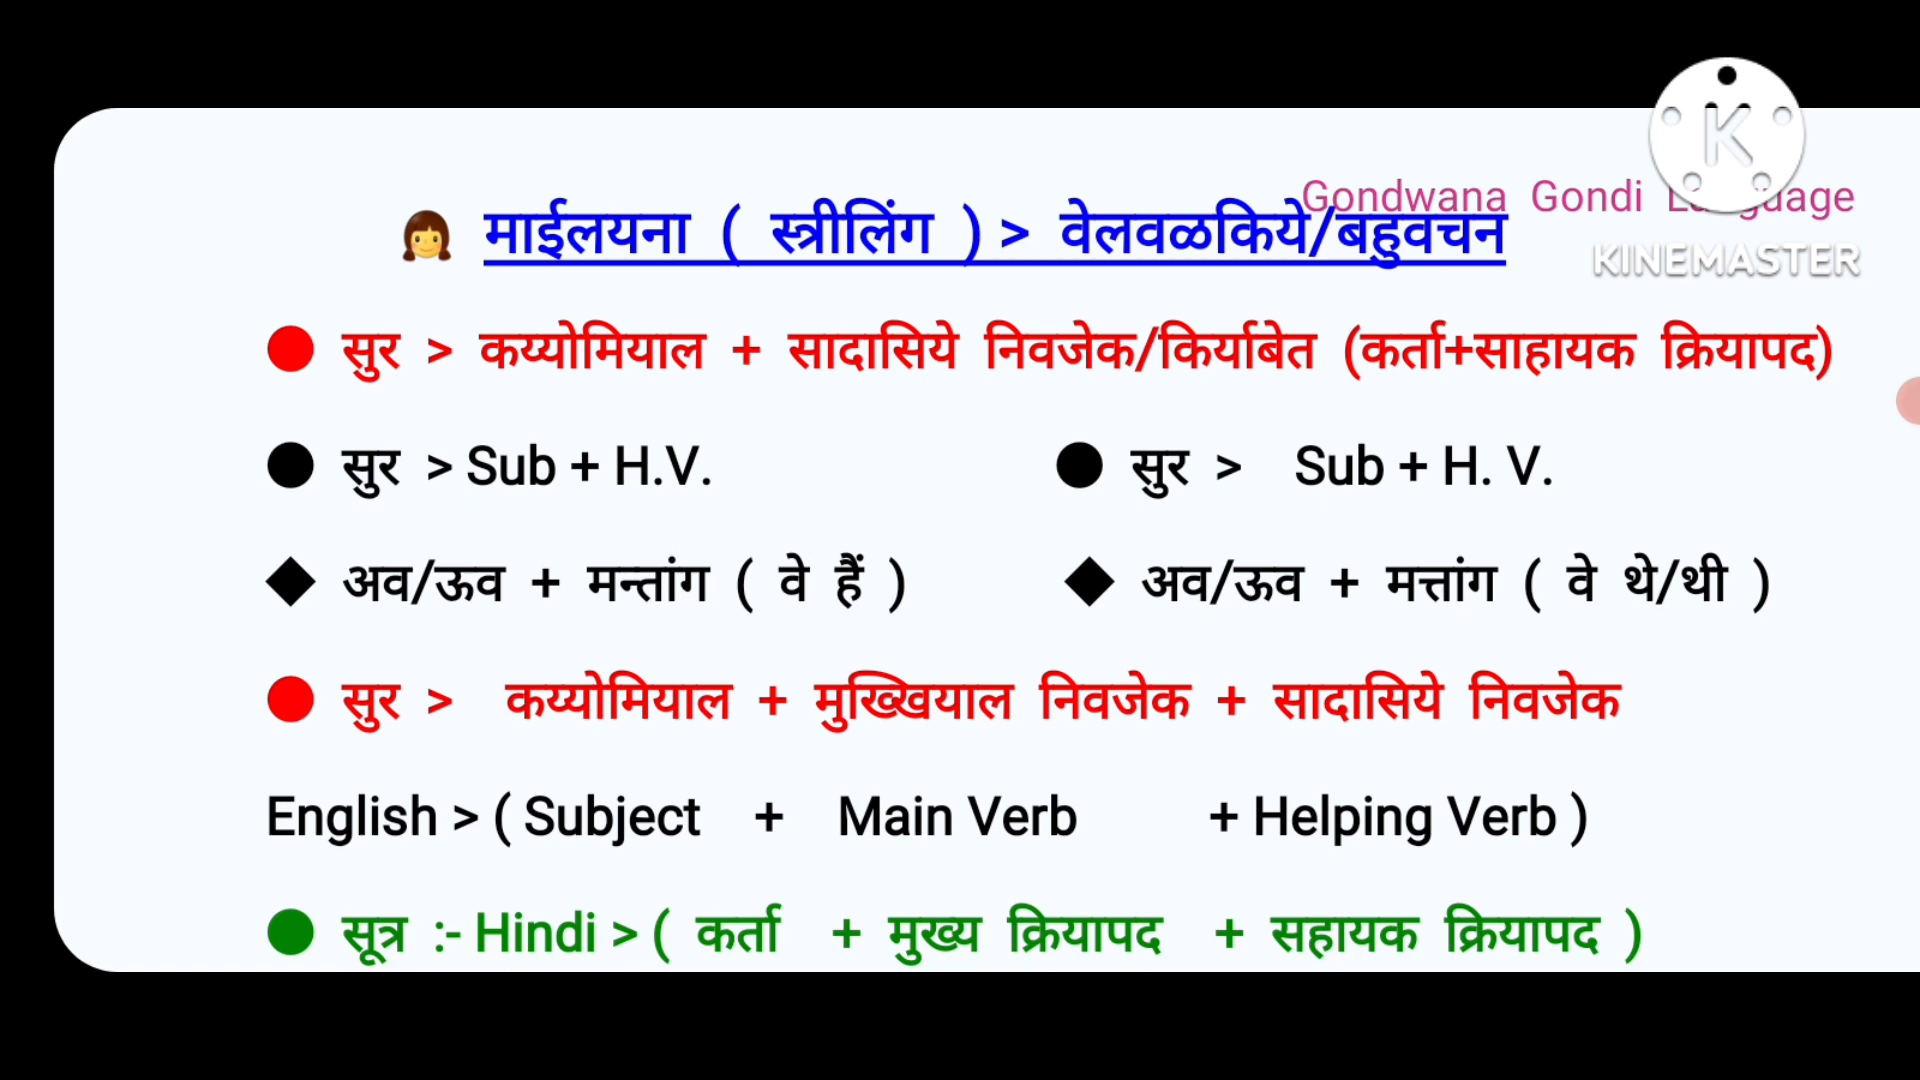 Gondwana Gondi Language
KINEMASTER
माईलयना ( स्त्रीलिंग ) > वेलवळकिये/बहुवचन
सुर > कय्योमियाल + सादासिये निवजेक/किर्याबेत (कर्ता+साहायक क्रियापद)
सुर > Sub + H.V. सुर > Sub + H. V.
अव/ऊव + मन्तांग ( वे हैं ) अव/ऊव + मत्तांग ( वे थे/थी )
सुर > कय्योमियाल + मुख्खियाल निवजेक + सादासिये निवजेक
English > ( Subject + Main Verb + Helping Verb )
सूत्र :- Hindi > ( कर्ता + मुख्य क्रियापद + सहायक क्रियापद )